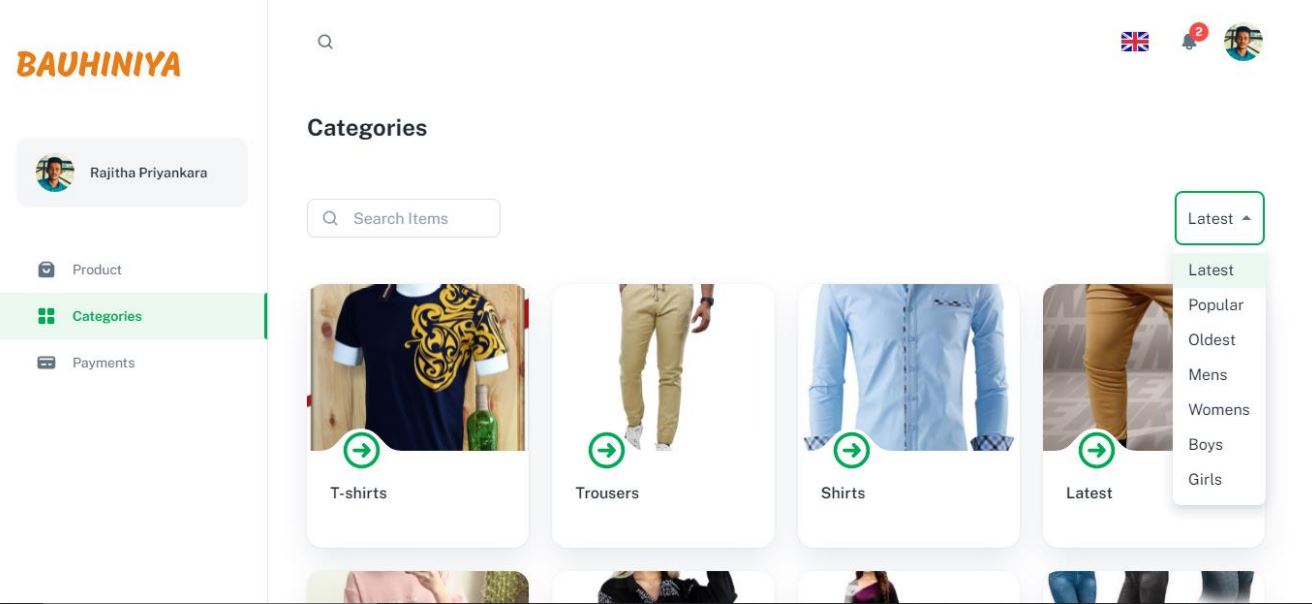 BAUHINIYA
2
Categories
Rajitha Priyankara
Search Items
Latest
Product
Categories
Payments
Latest
Popular
Oldest
Mens
Womens
Boys
Girls
T-shirts
Trousers
Shirts
Latest